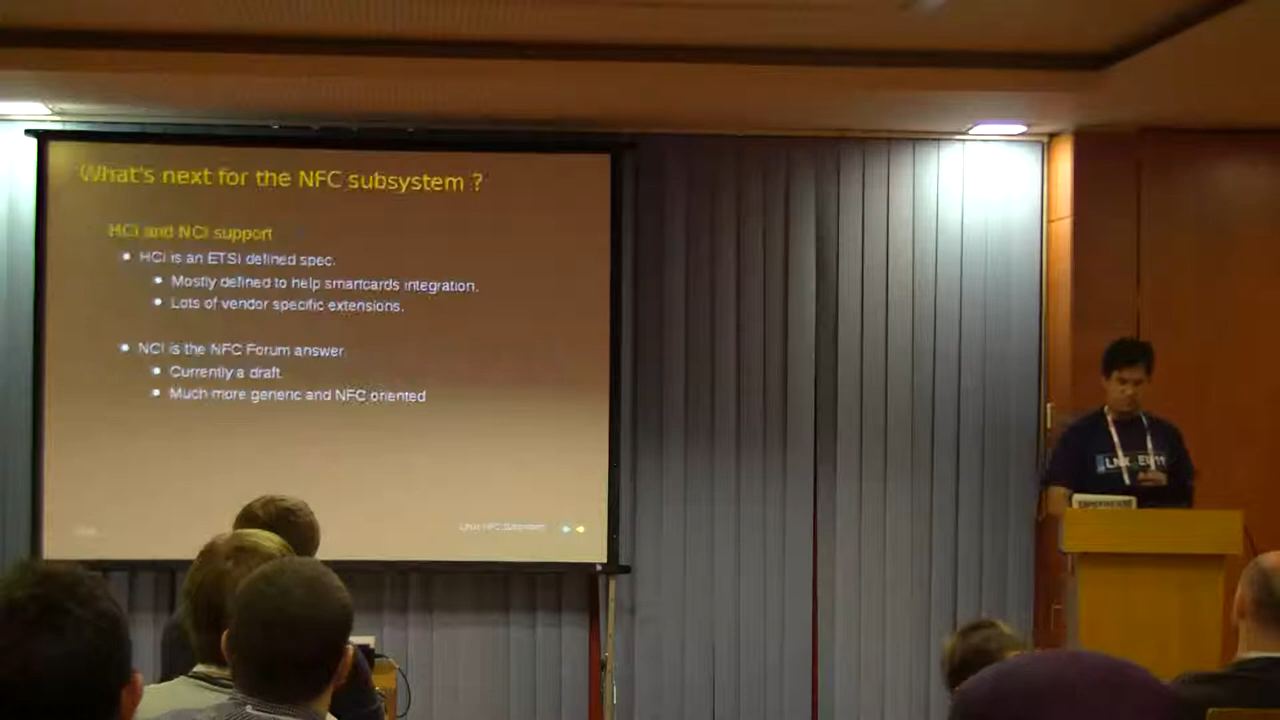 What's next for the NFC subsystem ?
HCI and NCI support
HCI is an ETSI defined spec.
Mostly defined to help smartcards integration.
Lots of vendor specific extensions.
NCI is the NFC Forum answer
Currently a draft.
Much more generic and NFC oriented
Linux NFC Subsystem